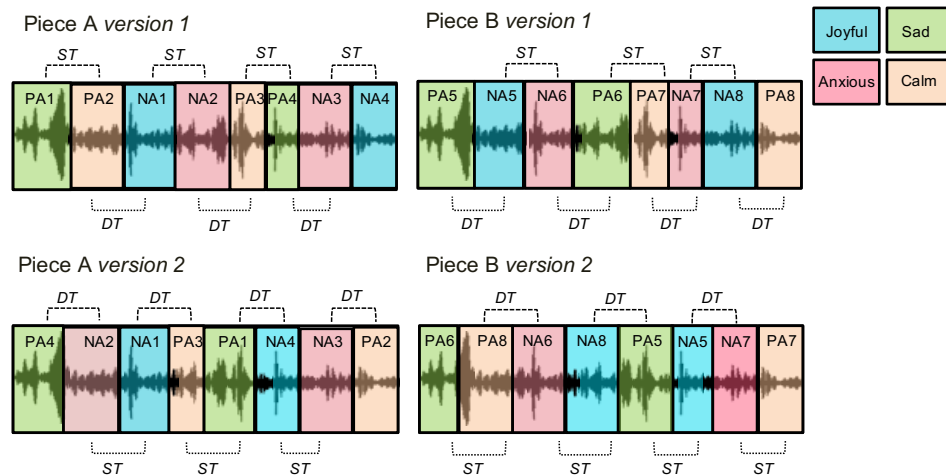 Piece A version 1
ST ST ST ST
PA1 PA2 NA1 NA2 PA3 PA4 NA3 NA4
DT DT DT
Piece B version 1
ST ST ST
PA5 NA5 NA6 PA6 PA7 NA7 NA8 PA8
DT DT DT DT
Joyful Sad
Anxious Calm
Piece A version 2
DT DT DT DT
PA4 NA2 NA1 PA3 PA1 NA4 NA3 PA2
ST ST ST
Piece B version 2
DT DT DT
PA6 PA8 NA6 NA8 PA5 NA5 NA7 PA7
ST ST ST ST